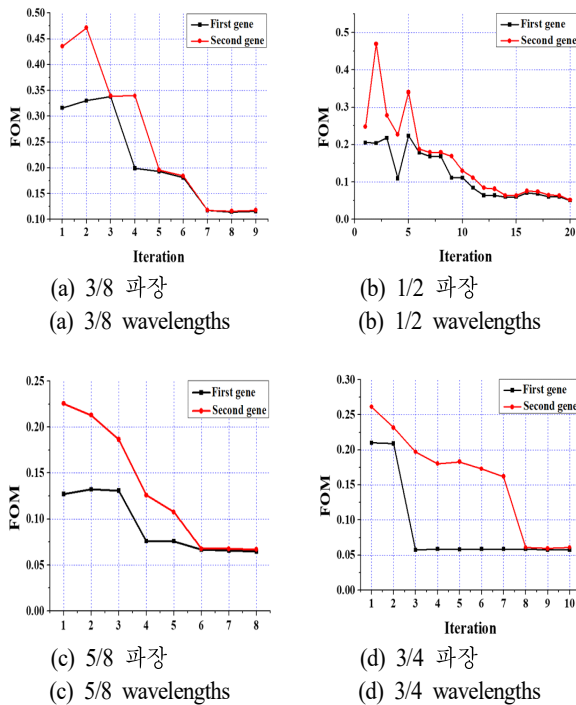 0.50
0.45
0.40
0.35
0.30
0.25
0.20
0.15
0.10
FOM
First gene
Second gene
1 2 3 4 5 6 7 8 9
Iteration
(a) 3/8 파장
(a) 3/8 wavelengths
0.5
0.4
0.3
0.2
0.1
0.0
FOM
First gene
Second gene
0 5 10 15 20
Iteration
(b) 1/2 파장
(b) 1/2 wavelengths
0.25
0.20
0.15
0.10
0.05
0.00
FOM
First gene
Second gene
1 2 3 4 5 6 7 8
Iteration
(c) 5/8 파장
(c) 5/8 wavelengths
0.30
0.25
0.20
0.15
0.10
0.05
0.00
FOM
First gene
Second gene
1 2 3 4 5 6 7 8 9 10
Iteration
(d) 3/4 파장
(d) 3/4 wavelengths